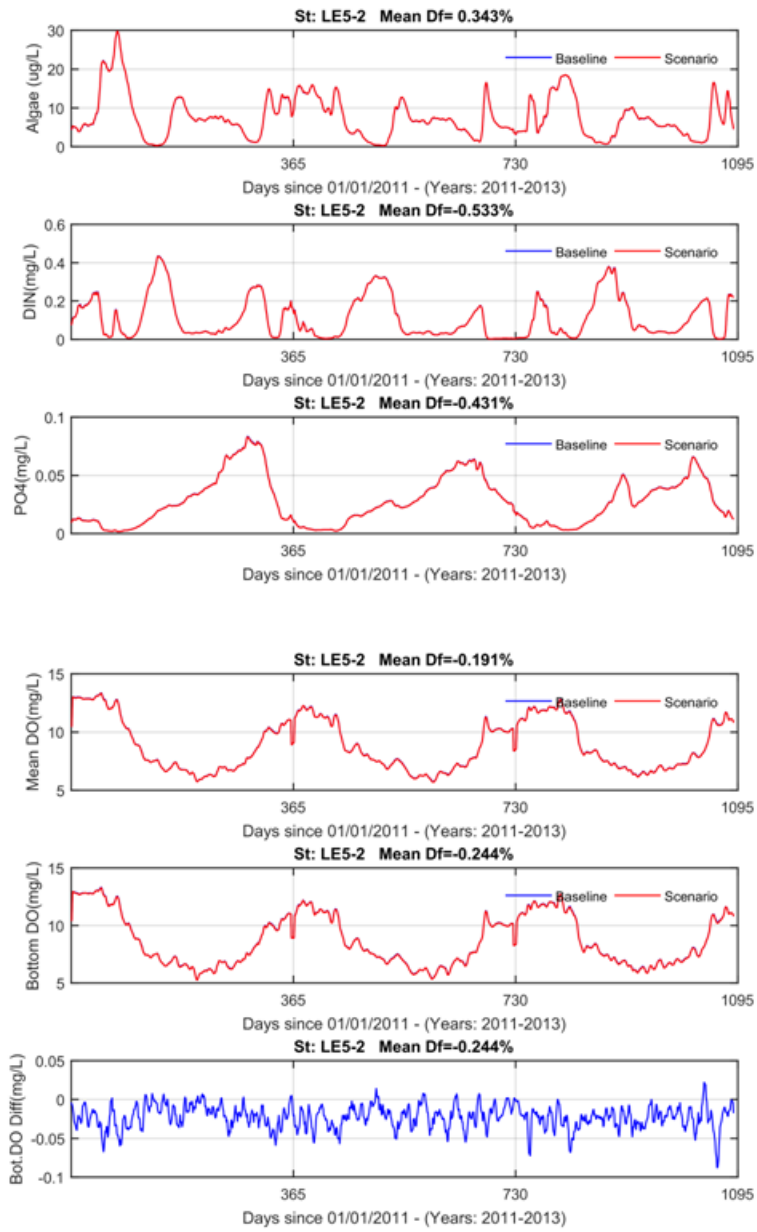 St: LE5-2 Mean Df= 0.343%
30
20
10
0
Algae (ug/L)
Baseline
Scenario
365
730
1095
Days since 01/01/2011 - (Years: 2011-2013)
St: LE5-2 Mean Df=-0.533%
0.6
0.4
0.2
0
DIN(mg/L)
Baseline
Scenario
365
730
1095
Days since 01/01/2011 - (Years: 2011-2013)
St: LE5-2 Mean Df=-0.431%
0.1
0.05
0
PO4(mg/L)
Baseline
Scenario
365
730
1095
Days since 01/01/2011 - (Years: 2011-2013)
St: LE5-2 Mean Df=-0.191%
15
10
5
Mean DO(mg/L)
Baseline
Scenario
365
730
1095
Days since 01/01/2011 - (Years: 2011-2013)
St: LE5-2 Mean Df=-0.244%
15
10
5
Bottom DO(mg/L)
Baseline
Scenario
365
730
1095
Days since 01/01/2011 - (Years: 2011-2013)
St: LE5-2 Mean Df=-0.244%
0.05
0
-0.05
-0.1
Bot.DO Diff(mg/L)
365
730
1095
Days since 01/01/2011 - (Years: 2011-2013)